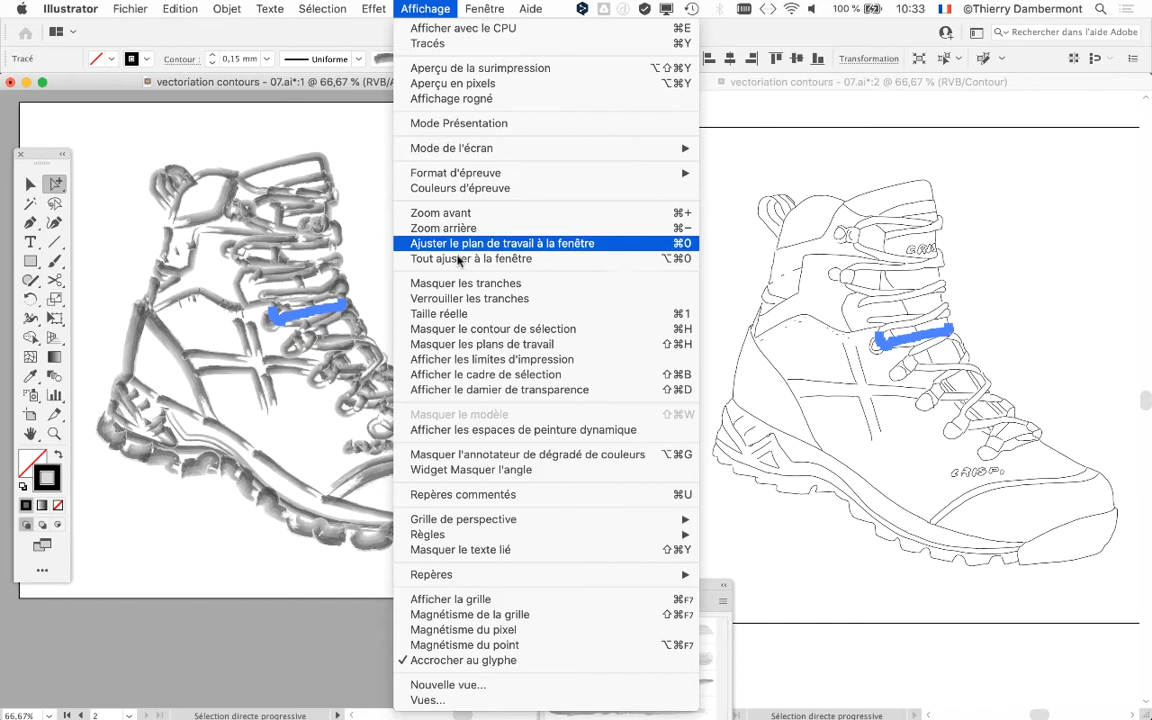 Illustrator Fichier Edition Objet Texte Sélection Effet Affichage Fenêtre Aide 100 % 10:33 ©Thierry Dambermont
Rechercher dans l'aide Adobe
Tracé Contour : 0,15 mm Uniforme Transformation
vectoriation contours - 07.ai*:1 @ 66,67 % (RVB/A
vectoriation contours - 07.ai*:2 @ 66,67 % (RVB/Contour)
Afficher avec le CPU ⌘E
Tracés ⌘Y
Aperçu de la surimpression ⌥⇧⌘Y
Aperçu en pixels ⌥⌘Y
Affichage rogné
Mode Présentation
Mode de l'écran
Format d'épreuve
Couleurs d'épreuve
Zoom avant ⌘+
Zoom arrière ⌘−
Ajuster le plan de travail à la fenêtre ⌘0
Tout ajuster à la fenêtre ⌥⌘0
Masquer les tranches
Verrouiller les tranches
Taille réelle ⌘1
Masquer le contour de sélection ⌘H
Masquer les plans de travail ⇧⌘H
Afficher les limites d'impression
Afficher le cadre de sélection ⇧⌘B
Afficher le damier de transparence ⇧⌘D
Masquer le modèle ⇧⌘W
Afficher les espaces de peinture dynamique
Masquer l'annotateur de dégradé de couleurs ⌥⌘G
Widget Masquer l'angle
Repères commentés ⌘U
Grille de perspective
Règles
Masquer le texte lié ⇧⌘Y
Repères
Afficher la grille ⌘F7
Magnétisme de la grille ⇧⌘F7
Magnétisme du pixel
Magnétisme du point ⌥⌘F7
✓ Accrocher au glyphe
Nouvelle vue...
Vues...
CRISPI
66,67% 2 Sélection directe progressive
Sélection directe progressive